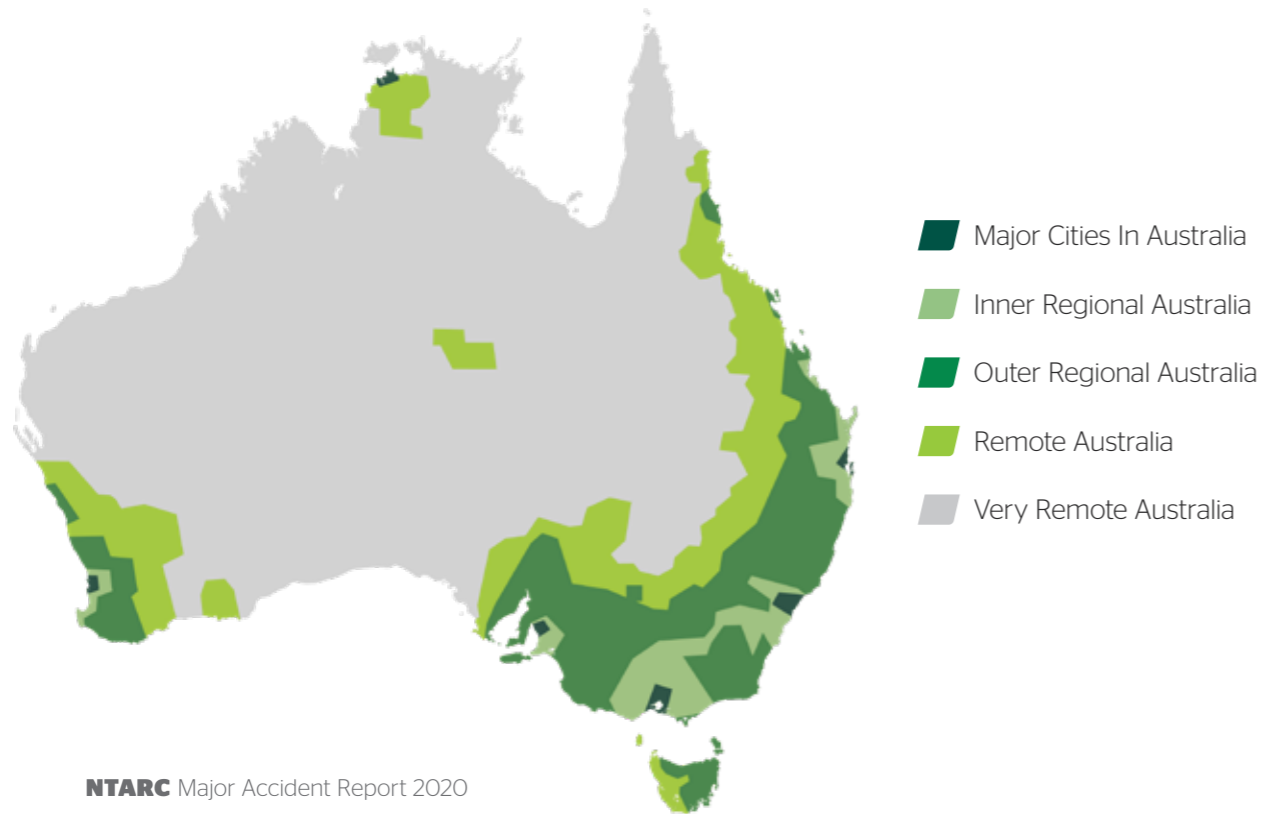 Major Cities In Australia
Inner Regional Australia
Outer Regional Australia
Remote Australia
Very Remote Australia
NTARC Major Accident Report 2020